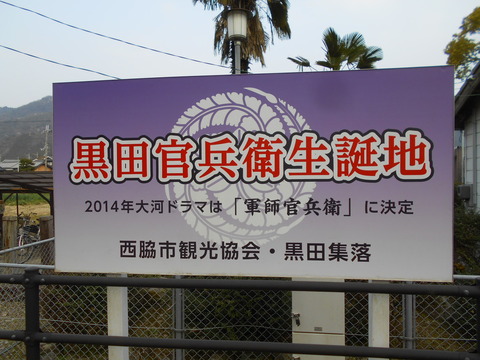 黒田官兵衛生誕地
2014年大河ドラマは「軍師官兵衛」に決定
西脇市観光協会・黒田集落